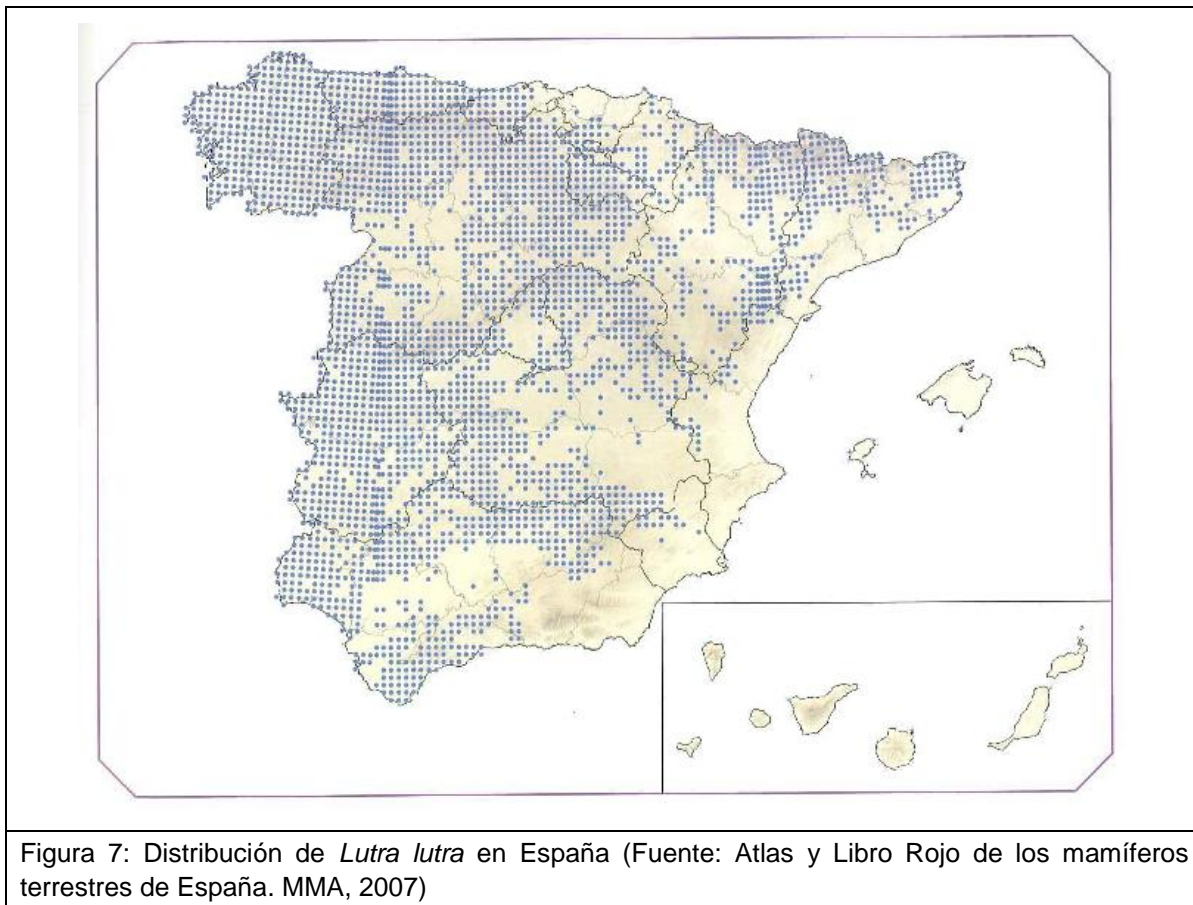 Figura 7: Distribución de Lutra lutra en España (Fuente: Atlas y Libro Rojo de los mamíferos
terrestres de España. MMA, 2007)